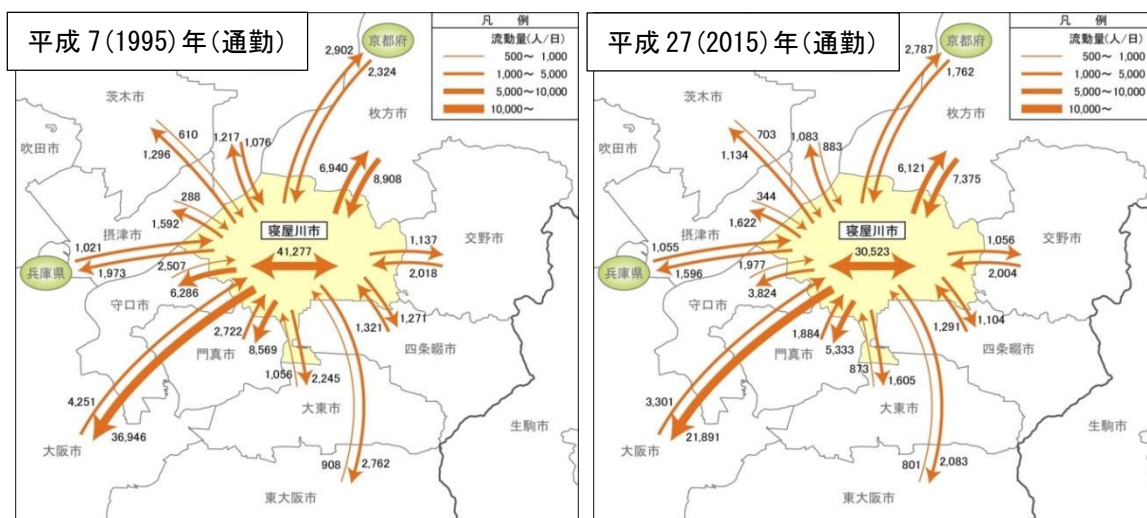 平成 7(1995)年(通勤)
凡 例
流動量(人/日)
500～ 1,000
1,000～ 5,000
5,000～10,000
10,000～
京都府
2,902
2,324
茨木市
枚方市
吹田市
610
1,217
1,076
1,296
6,940
8,908
288
1,592
寝屋川市
摂津市
41,277
1,137
交野市
1,021
兵庫県
1,973
2,507
2,018
6,286
守口市
1,321
1,271
2,722
門真市
8,569
四条畷市
1,056
2,245
4,251
大東市
36,946
大阪市
生駒市
908
2,762
東大阪市
平成 27(2015)年(通勤)
凡 例
流動量(人/日)
500～ 1,000
1,000～ 5,000
5,000～10,000
10,000～
京都府
2,787
1,762
茨木市
枚方市
吹田市
703
1,083
883
1,134
6,121
7,375
344
1,622
寝屋川市
摂津市
30,523
1,056
交野市
1,055
兵庫県
1,596
1,977
2,004
3,824
守口市
1,291
1,104
1,884
門真市
5,333
四条畷市
873
1,605
3,301
大東市
21,891
大阪市
生駒市
801
2,083
東大阪市